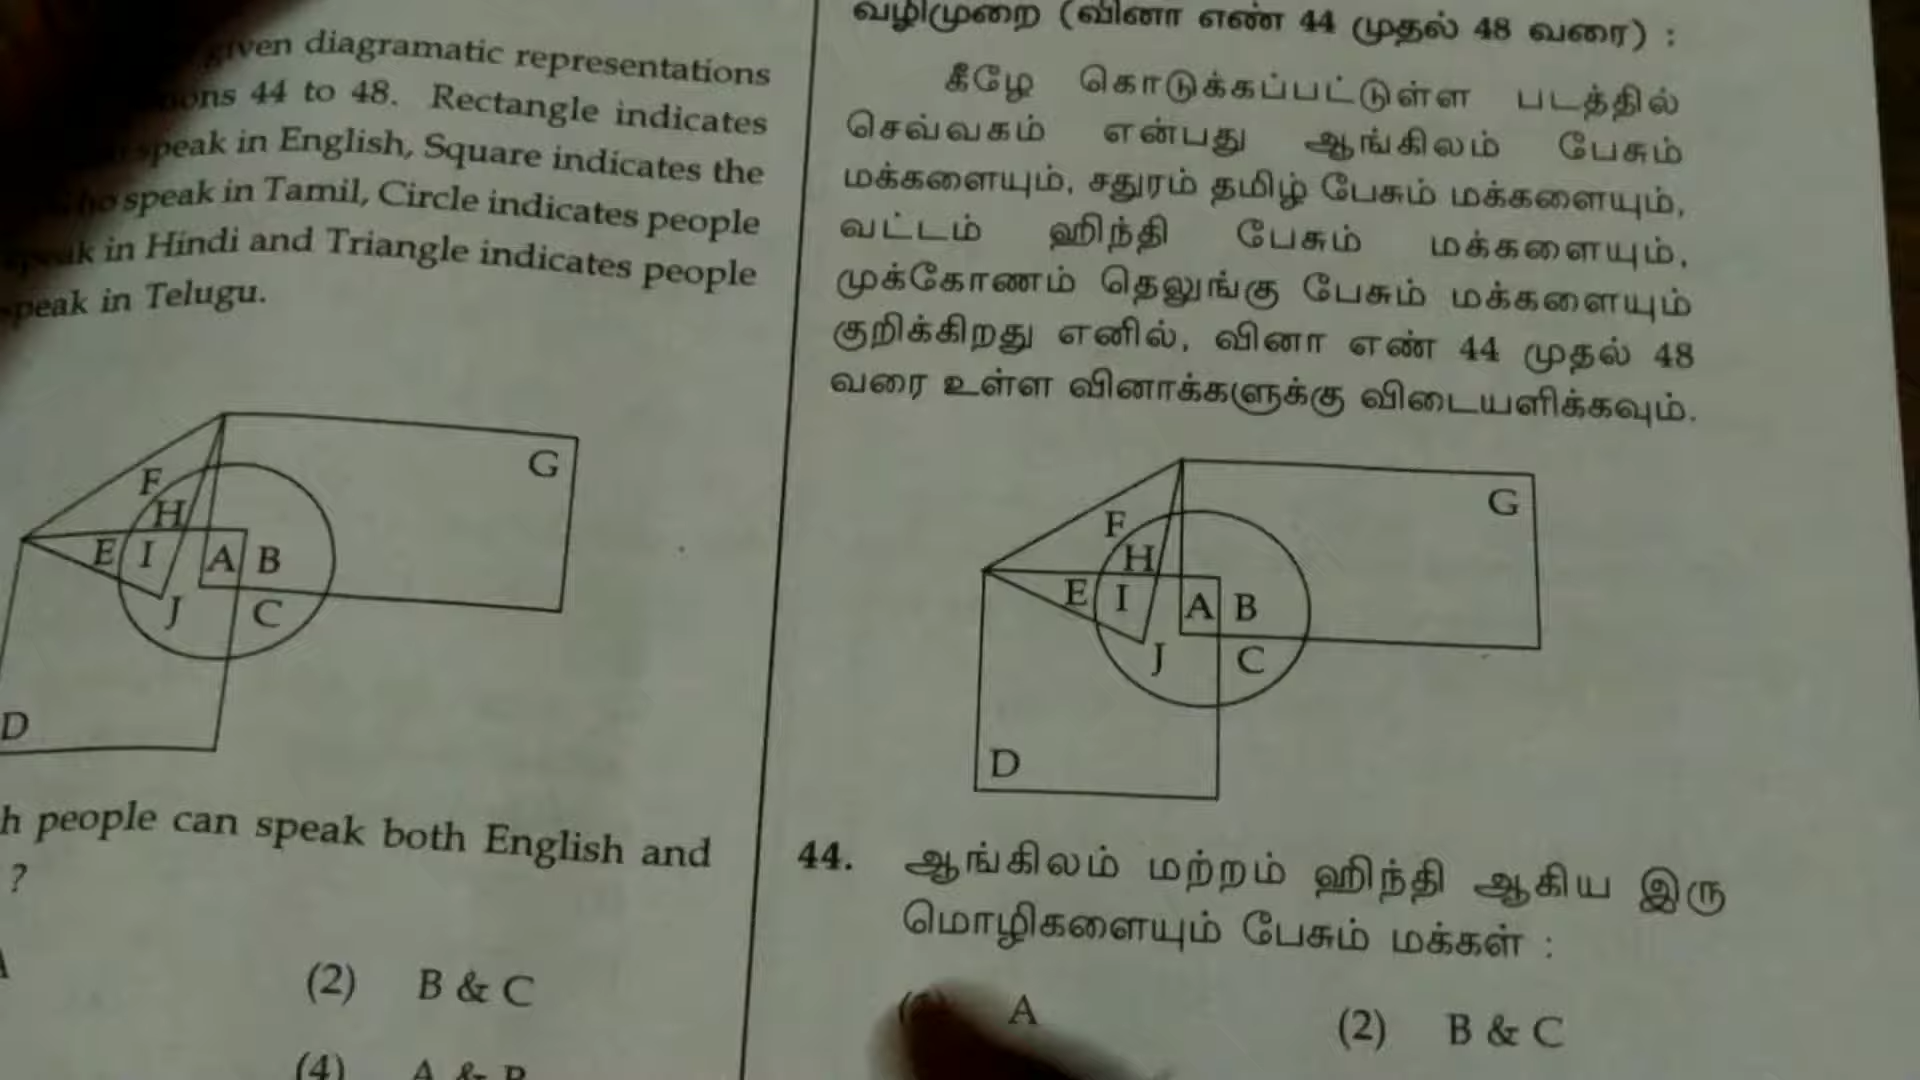 given diagramatic representations
44 to 48. Rectangle indicates
speak in English, Square indicates the
speak in Tamil, Circle indicates people
in Hindi and Triangle indicates people
speak in Telugu.
G
F
H
E I A B
J C
D
people can speak both English and
?
(2) B & C
(4) A & B
வழிமுறை (வினா எண் 44 முதல் 48 வரை) :
கீழே கொடுக்கப்பட்டுள்ள படத்தில்
செவ்வகம் என்பது ஆங்கிலம் பேசும்
மக்களையும், சதுரம் தமிழ் பேசும் மக்களையும்,
வட்டம் ஹிந்தி பேசும் மக்களையும்,
முக்கோணம் தெலுங்கு பேசும் மக்களையும்
குறிக்கிறது எனில், வினா எண் 44 முதல் 48
வரை உள்ள வினாக்களுக்கு விடையளிக்கவும்.
G
F
H
E I A B
J C
D
44. ஆங்கிலம் மற்றம் ஹிந்தி ஆகிய இரு
மொழிகளையும் பேசும் மக்கள் :
A (2) B & C